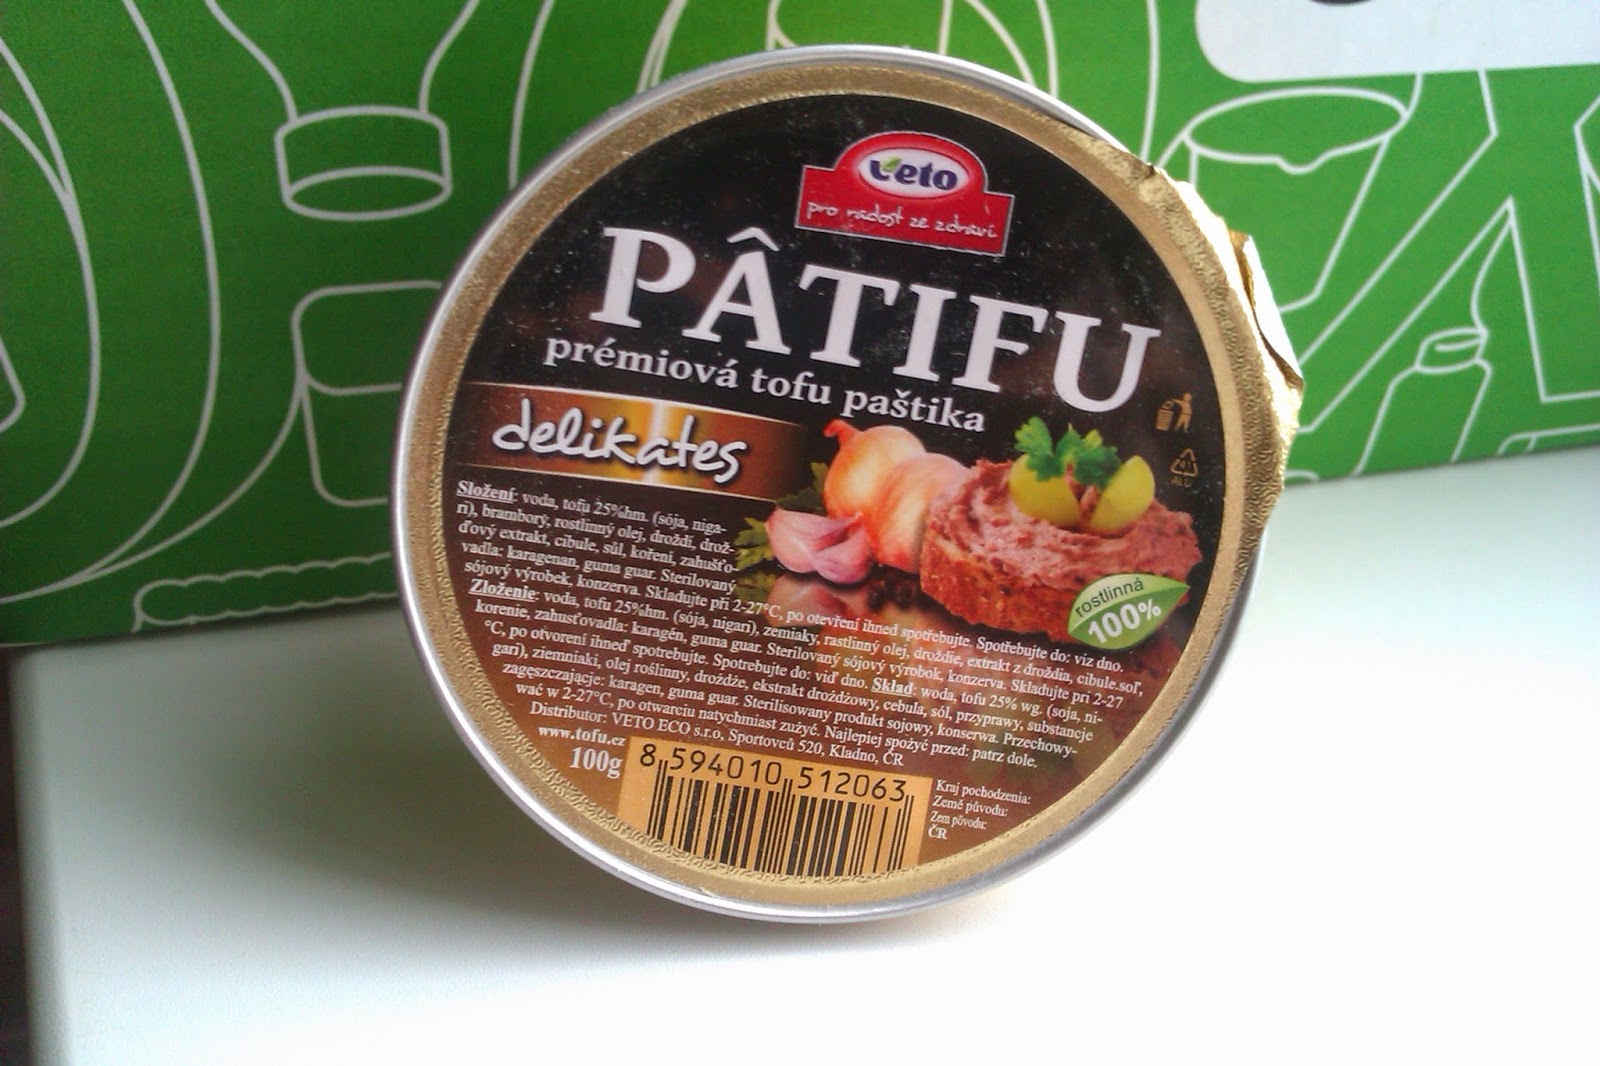 veto
pro radost ze zdraví
PÂTIFU
prémiová tofu paštika
delikates
Složení: voda, tofu 25%hm. (sója, niga-
ri), brambory, rostlinný olej, droždí, drož-
ďový extrakt, cibule, sůl, koření, zahušťo-
vadla: karagenan, guma guar. Sterilovaný
sójový výrobek, konzerva. Skladujte při 2-27°C, po otevření ihned spotřebujte. Spotřebujte do: viz dno.
Zloženie: voda, tofu 25%hm. (sója, nigari), zemiaky, rastlinný olej, droždie, extrakt z droždia, cibule.soľ,
korenie, zahusťovadla: karagén, guma guar. Sterilovaný sójový výrobok, konzerva. Skladujte pri 2-27
°C, po otvorení ihneď spotrebujte. Spotrebujte do: viď dno. Skład: woda, tofu 25% wg. (soja, ni-
gari), ziemniaki, olej roślinny, drożdże, ekstrakt drożdżowy, cebula, sól, przyprawy, substancje
zagęszczające: karagen, guma guar. Sterilisowany produkt sojowy, konserwa. Przechowy-
wać w 2-27°C, po otwarciu natychmiast zużyć. Najlepiej spożyć przed: patrz dole.
Distributor: VETO ECO s.r.o. Sportovců 520, Kladno, ČR
www.tofu.cz
100g
8 594010 512063
Kraj pochodzenia:
Země původu:
Zem původu:
ČR
rostlinná
100%
41
ALU